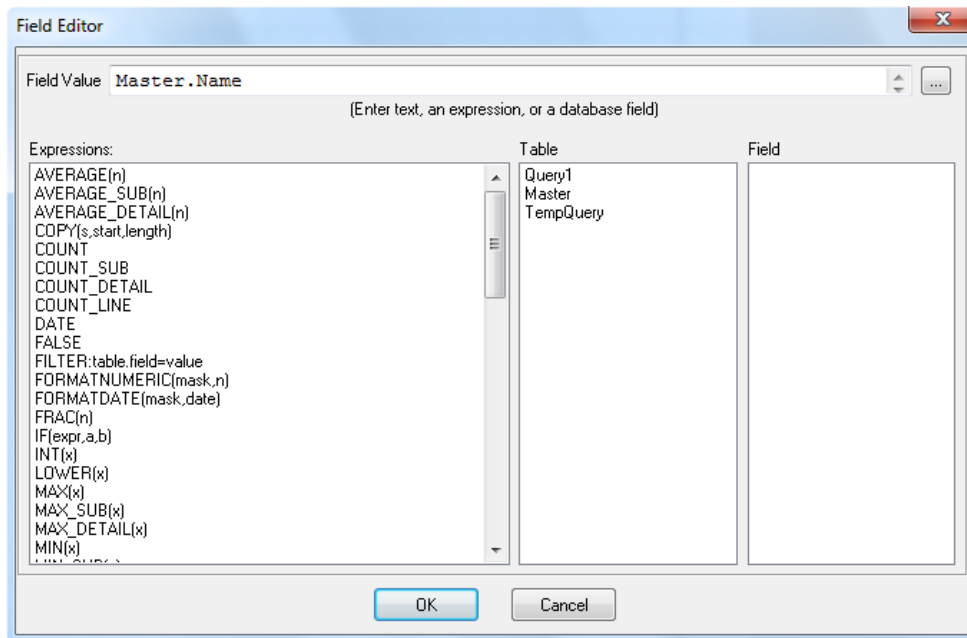 Field Editor
Field Value Master.Name ...
(Enter text, an expression, or a database field)
Expressions: Table Field
AVERAGE(n)
AVERAGE_SUB(n)
AVERAGE_DETAIL(n)
COPY(s,start,length)
COUNT
COUNT_SUB
COUNT_DETAIL
COUNT_LINE
DATE
FALSE
FILTER:table.field=value
FORMATNUMERIC(mask,n)
FORMATDATE(mask,date)
FRAC(n)
IF(expr,a,b)
INT(x)
LOWER(x)
MAX(x)
MAX_SUB(x)
MAX_DETAIL(x)
MIN(x)
Query1
Master
TempQuery
OK Cancel